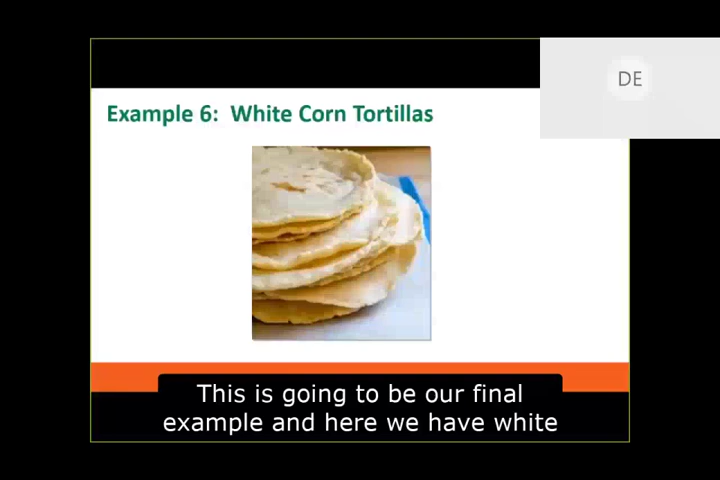 DE
Example 6:  White Corn Tortillas
This is going to be our final
example and here we have white